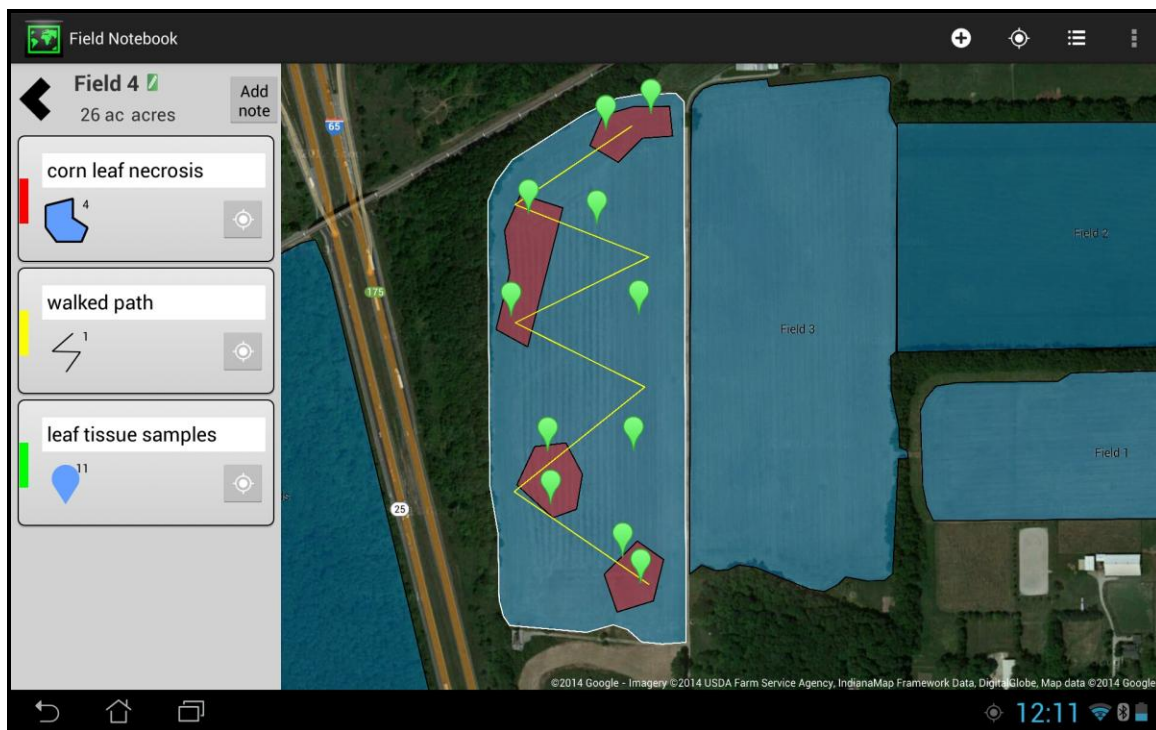 Field Notebook
Field 4
26 ac acres
Add
note
corn leaf necrosis
4
walked path
1
leaf tissue samples
11
65
175
25
Field 2
Field 3
Field 1
©2014 Google - Imagery ©2014 USDA Farm Service Agency, IndianaMap Framework Data, DigitalGlobe, Map data ©2014 Google
12:11